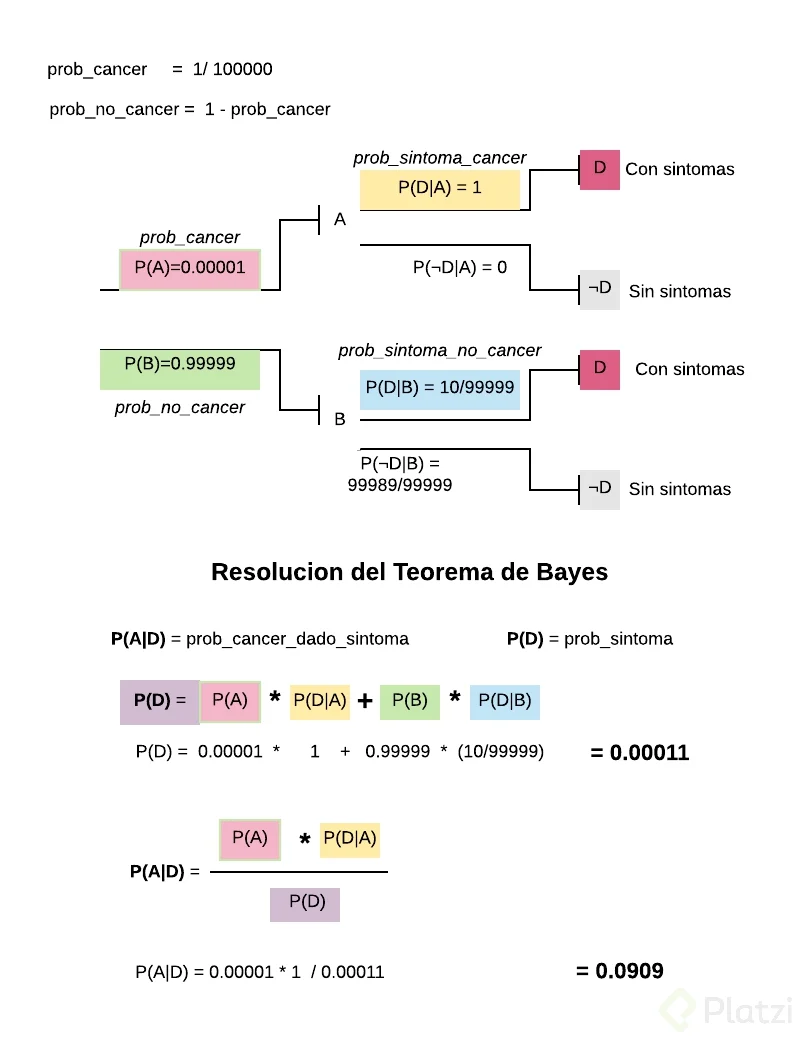 prob_cancer = 1/ 100000
prob_no_cancer = 1 - prob_cancer
prob_sintoma_cancer
P(D|A) = 1
D Con sintomas
A
prob_cancer
P(A)=0.00001
P(¬D|A) = 0
¬D Sin sintomas
P(B)=0.99999
prob_no_cancer
prob_sintoma_no_cancer
P(D|B) = 10/99999
D Con sintomas
B
P(¬D|B) =
99989/99999
¬D Sin sintomas
Resolucion del Teorema de Bayes
P(A|D) = prob_cancer_dado_sintoma P(D) = prob_sintoma
P(D) = P(A) * P(D|A) + P(B) * P(D|B)
P(D) = 0.00001 * 1 + 0.99999 * (10/99999) = 0.00011
P(A) * P(D|A)
P(A|D) =
P(D)
P(A|D) = 0.00001 * 1 / 0.00011 = 0.0909
Platzi